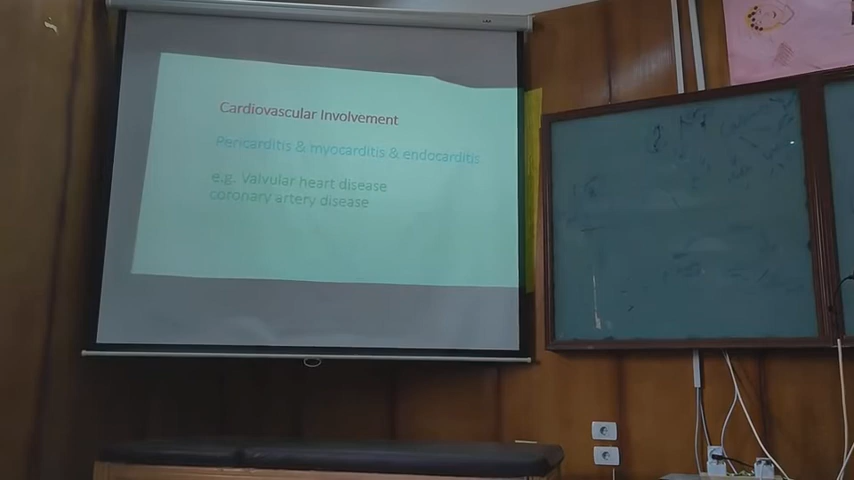 Cardiovascular Involvement
Pericarditis & myocarditis & endocarditis
e.g. Valvular heart disease
coronary artery disease